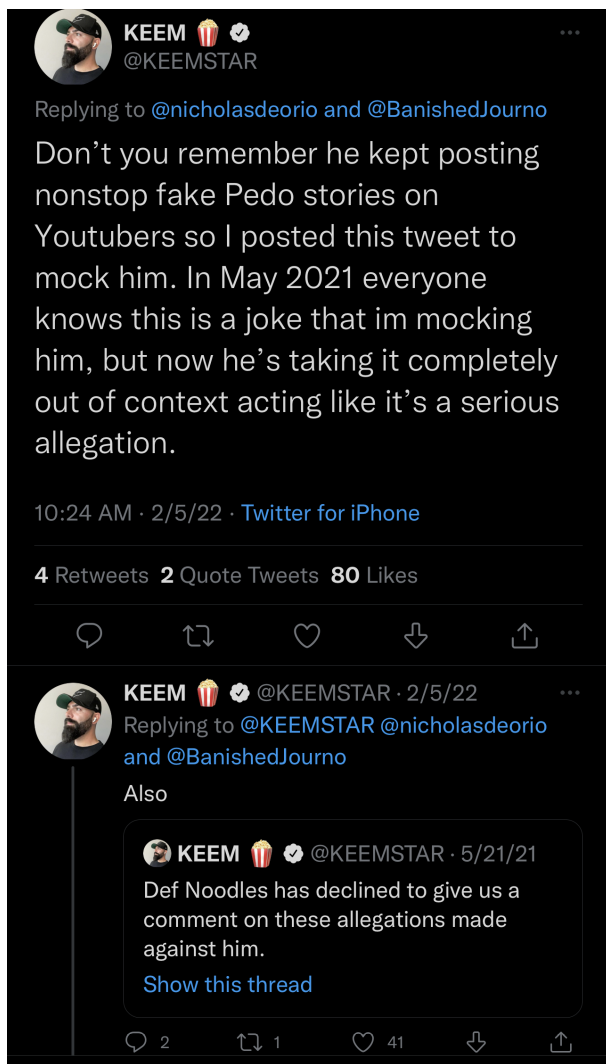 KEEM 🍿
@KEEMSTAR
Replying to @nicholasdeorio and @BanishedJourno
Don’t you remember he kept posting
nonstop fake Pedo stories on
Youtubers so I posted this tweet to
mock him. In May 2021 everyone
knows this is a joke that im mocking
him, but now he’s taking it completely
out of context acting like it’s a serious
allegation.
10:24 AM · 2/5/22 · Twitter for iPhone
4 Retweets 2 Quote Tweets 80 Likes
KEEM 🍿 @KEEMSTAR · 2/5/22
Replying to @KEEMSTAR @nicholasdeorio
and @BanishedJourno
Also
KEEM 🍿 @KEEMSTAR · 5/21/21
Def Noodles has declined to give us a
comment on these allegations made
against him.
Show this thread
2 1 41